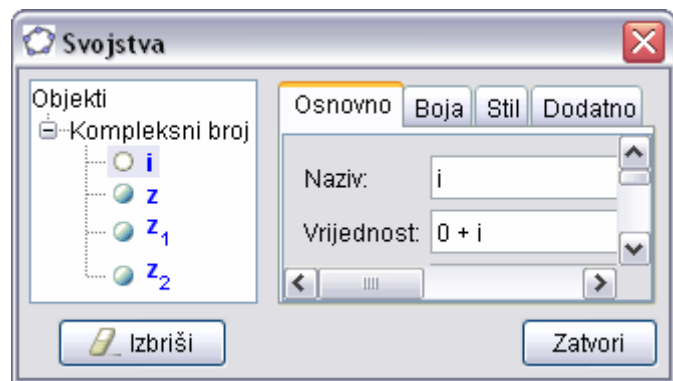 Svojstva
Objekti
Kompleksni broj
i
z
z₁
z₂
Osnovno Boja Stil Dodatno
Naziv: i
Vrijednost: 0 + i
Izbriši
Zatvori